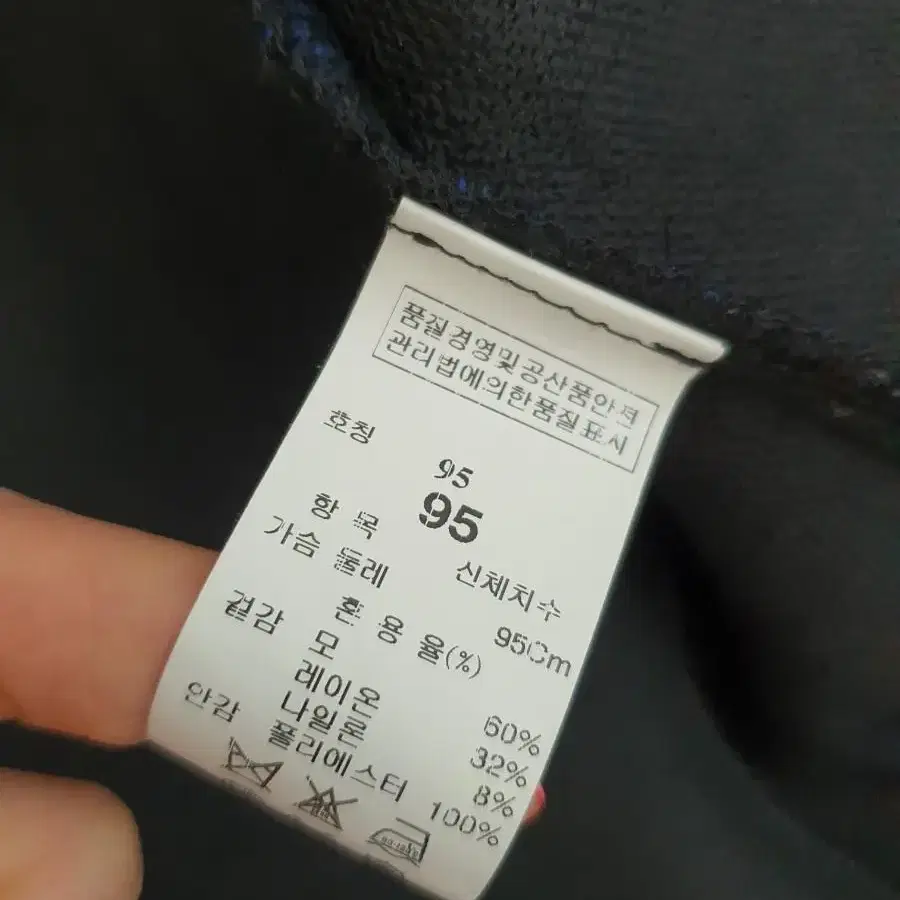 품질경영및공산품안전
관리법에의한품질표시
호칭
95
95
항 목 신체치수
가슴 둘레 95Cm
혼 용 율(%)
겉감 모 60%
레이온 32%
나일론 8%
안감 폴리에스터 100%